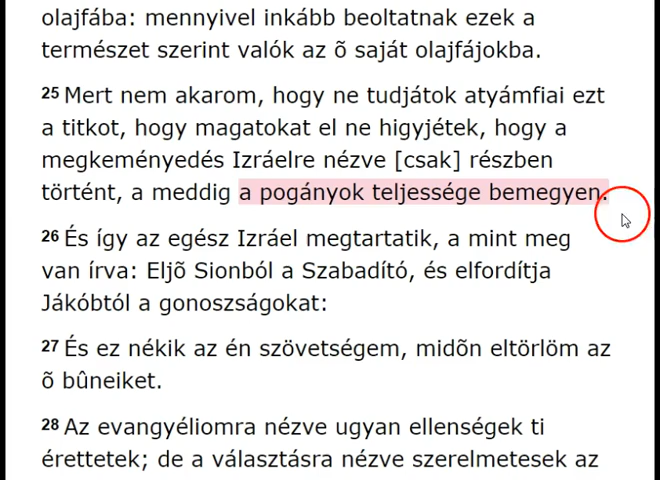 olajfába: mennyivel inkább beoltatnak ezek a
természet szerint valók az õ saját olajfájokba.
25 Mert nem akarom, hogy ne tudjátok atyámfiai ezt
a titkot, hogy magatokat el ne higyjétek, hogy a
megkeményedés Izráelre nézve [csak] részben
történt, a meddig a pogányok teljessége bemegyen.
26 És így az egész Izráel megtartatik, a mint meg
van írva: Eljõ Sionból a Szabadító, és elfordítja
Jákóbtól a gonoszságokat:
27 És ez nékik az én szövetségem, midõn eltörlöm az
õ bûneiket.
28 Az evangyéliomra nézve ugyan ellenségek ti
érettetek; de a választásra nézve szerelmetesek az